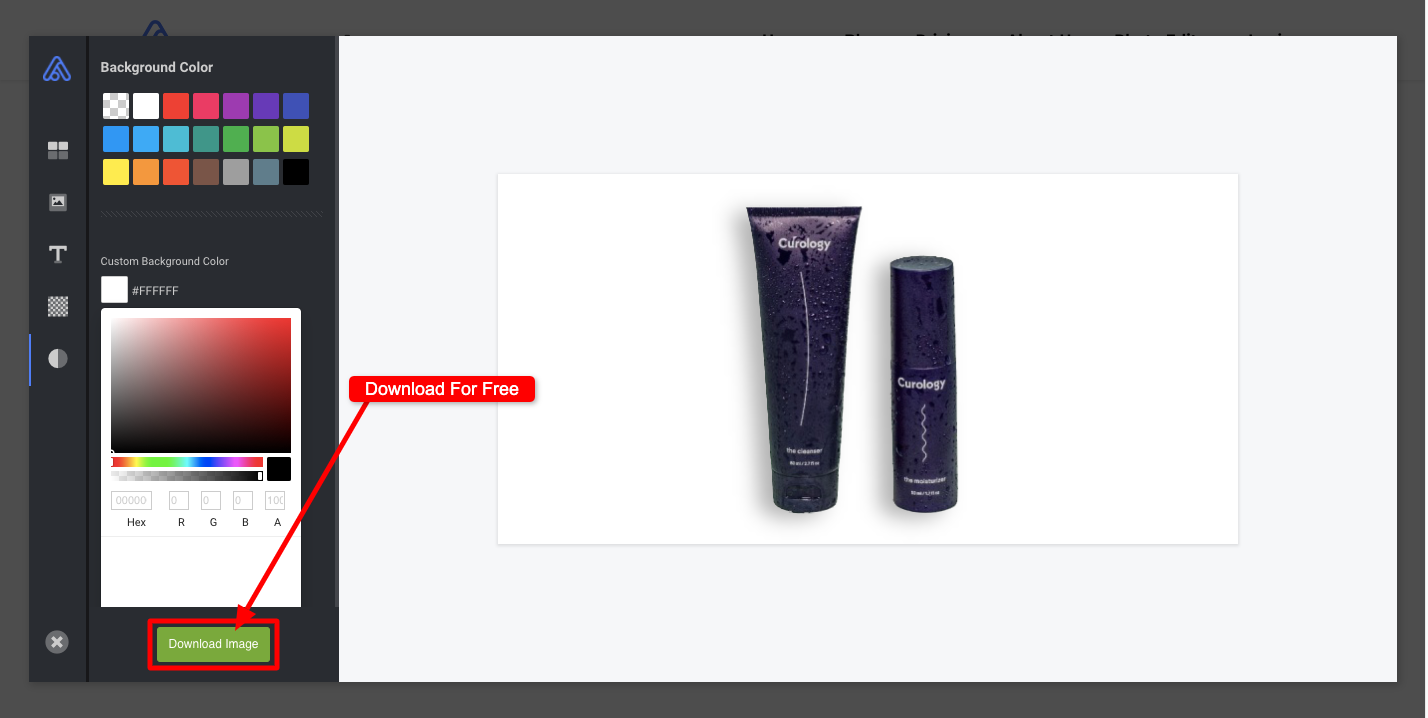 Background Color
Custom Background Color
#FFFFFF
Download For Free
00000
0
0
0
100
Hex
R
G
B
A
Download Image
Curology
the cleanser
Curology
the moisturizer